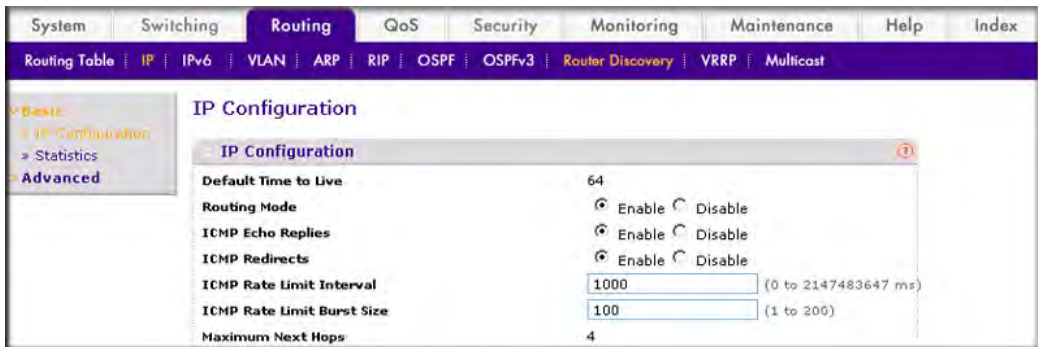 System Switching Routing QoS Security Monitoring Maintenance Help Index
Routing Table IP IPv6 VLAN ARP RIP OSPF OSPFv3 Router Discovery VRRP Multicast
Basic
» IP Configuration
» Statistics
Advanced
IP Configuration
IP Configuration ?
Default Time to Live 64
Routing Mode Enable Disable
ICMP Echo Replies Enable Disable
ICMP Redirects Enable Disable
ICMP Rate Limit Interval 1000 (0 to 2147483647 ms)
ICMP Rate Limit Burst Size 100 (1 to 200)
Maximum Next Hops 4